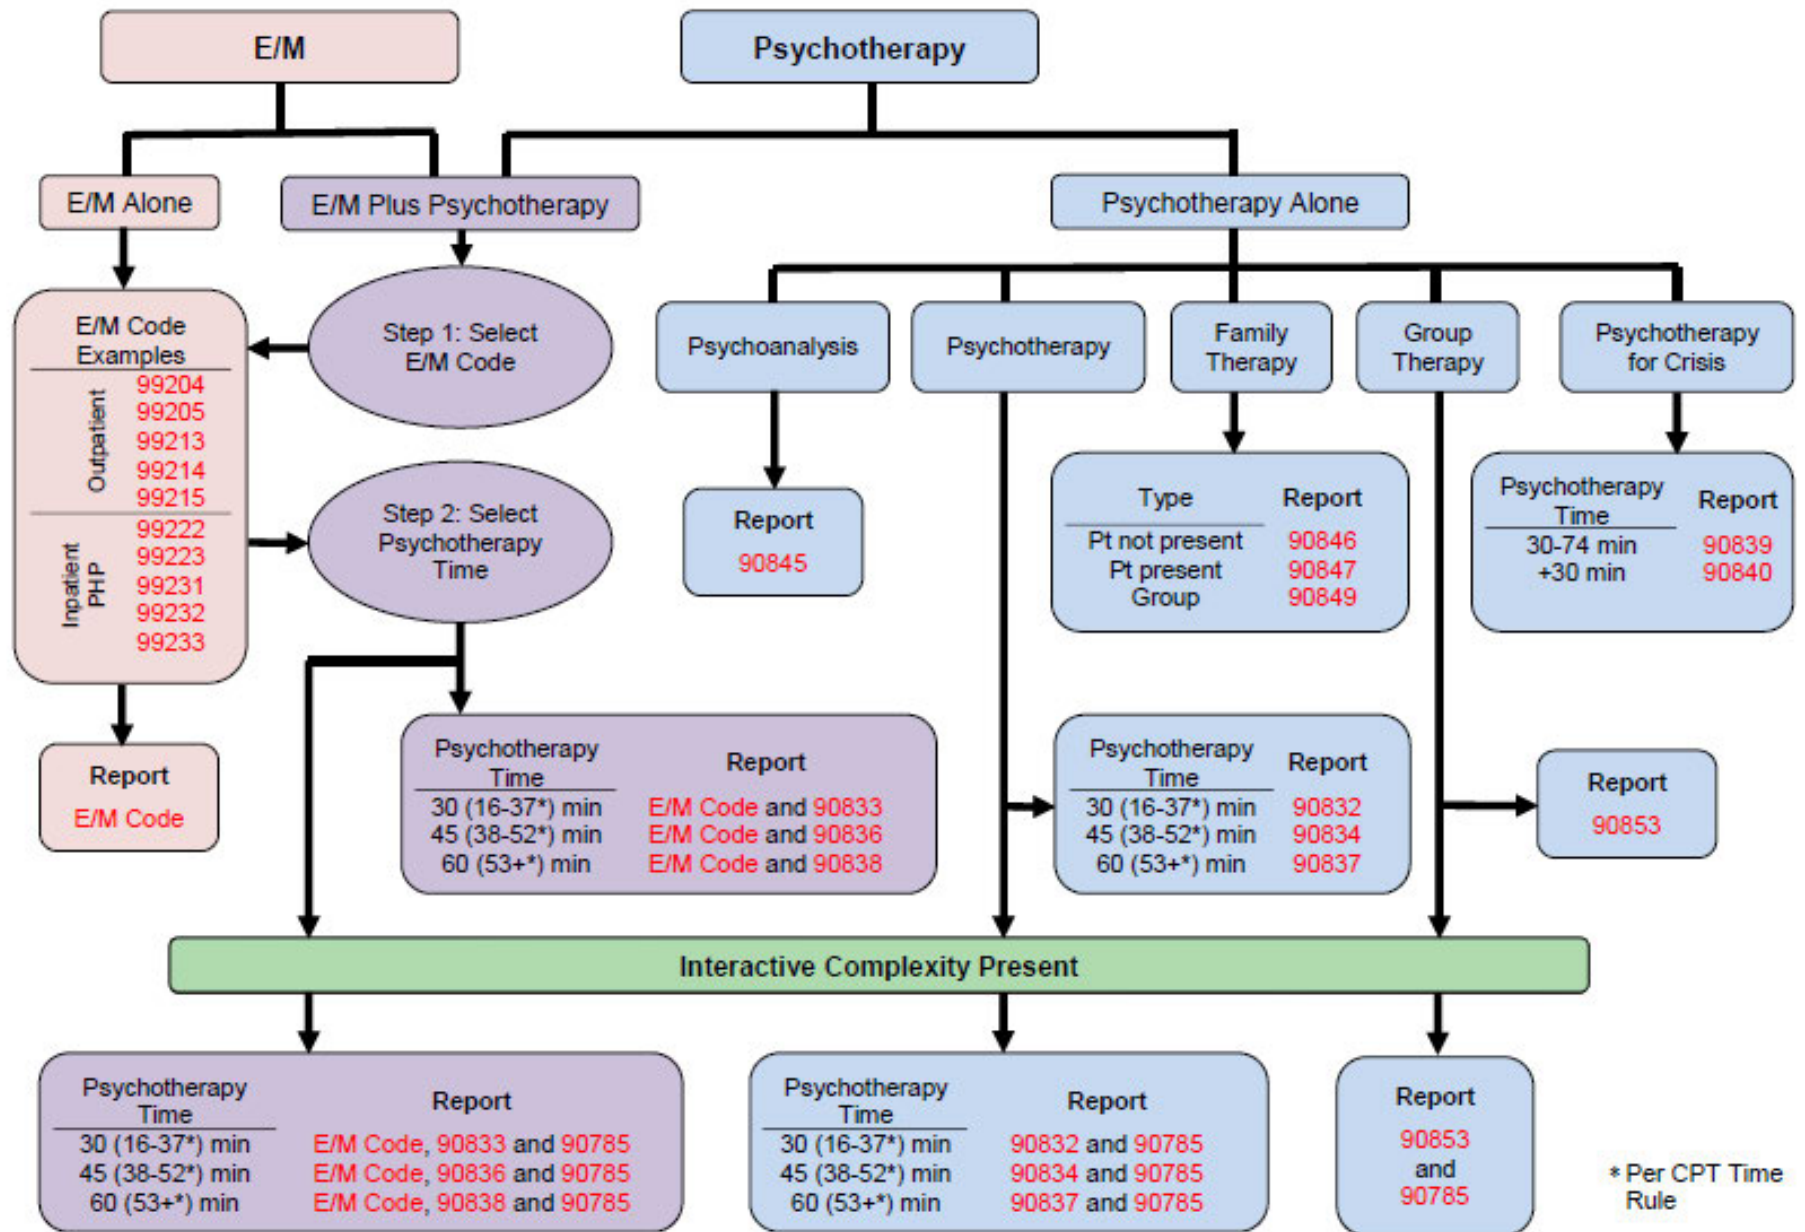 E/M
Psychotherapy
E/M Alone
E/M Plus Psychotherapy
Psychotherapy Alone
E/M Code
Examples
Outpatient
99204
99205
99213
99214
99215
Inpatient
PHP
99222
99223
99231
99232
99233
Step 1: Select
E/M Code
Step 2: Select
Psychotherapy
Time
Psychoanalysis
Psychotherapy
Family
Therapy
Group
Therapy
Psychotherapy
for Crisis
Report
90845
Type Report
Pt not present 90846
Pt present 90847
Group 90849
Psychotherapy
Time Report
30-74 min 90839
+30 min 90840
Report
E/M Code
Psychotherapy
Time Report
30 (16-37*) min E/M Code and 90833
45 (38-52*) min E/M Code and 90836
60 (53+*) min E/M Code and 90838
Psychotherapy
Time Report
30 (16-37*) min 90832
45 (38-52*) min 90834
60 (53+*) min 90837
Report
90853
Interactive Complexity Present
Psychotherapy
Time Report
30 (16-37*) min E/M Code, 90833 and 90785
45 (38-52*) min E/M Code, 90836 and 90785
60 (53+*) min E/M Code, 90838 and 90785
Psychotherapy
Time Report
30 (16-37*) min 90832 and 90785
45 (38-52*) min 90834 and 90785
60 (53+*) min 90837 and 90785
Report
90853
and
90785
* Per CPT Time
Rule